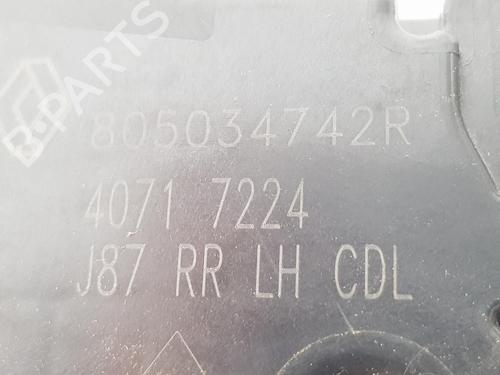 B-PARTS
805034742R
4071 7224
J87 RR LH CDL